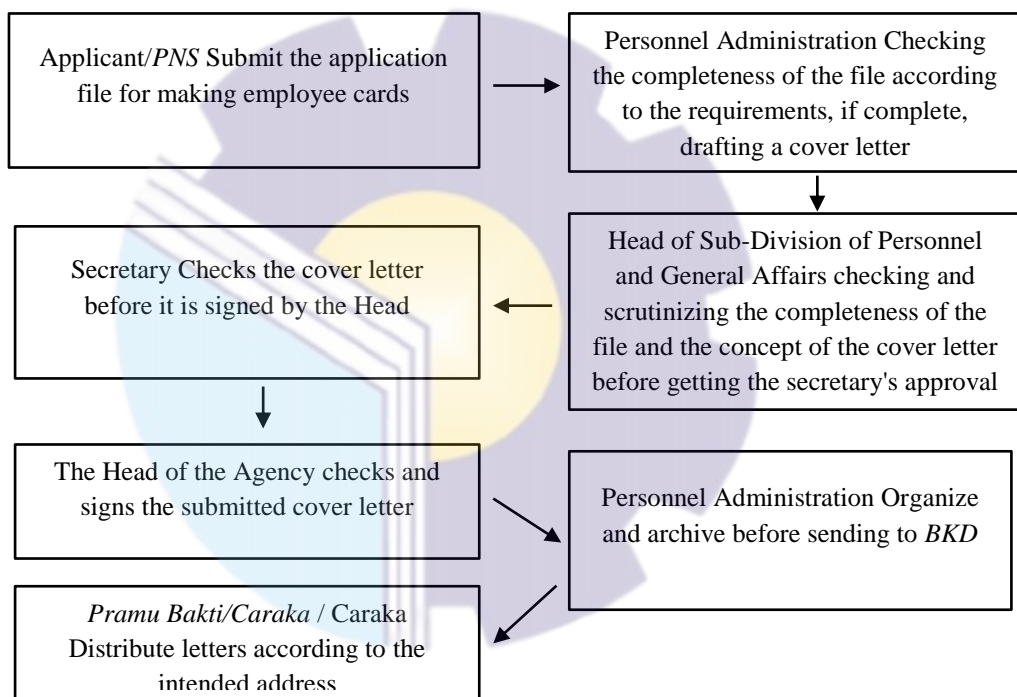 Applicant/PNS Submit the application
file for making employee cards
Personnel Administration Checking
the completeness of the file according
to the requirements, if complete,
drafting a cover letter
Head of Sub-Division of Personnel
and General Affairs checking and
scrutinizing the completeness of the
file and the concept of the cover letter
before getting the secretary's approval
Secretary Checks the cover letter
before it is signed by the Head
The Head of the Agency checks and
signs the submitted cover letter
Personnel Administration Organize
and archive before sending to BKD
Pramu Bakti/Caraka / Caraka
Distribute letters according to the
intended address